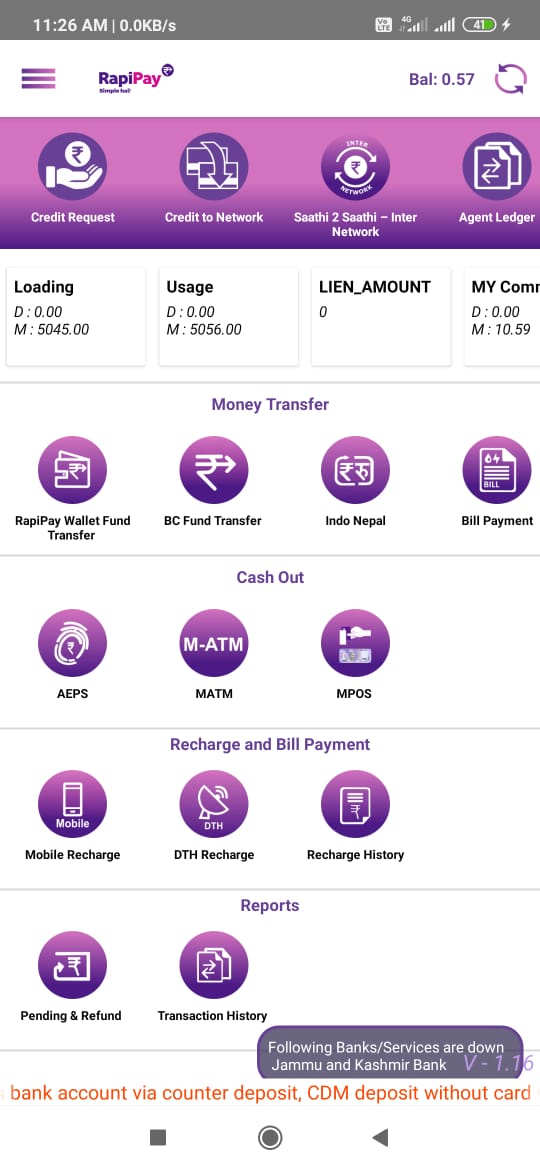 11:26 AM | 0.0KB/s
Vo LTE
4G
41
RapiPay
Simple hai!
Bal: 0.57
INTER
NETWORK
Credit Request
Credit to Network
Saathi 2 Saathi – Inter
Network
Agent Ledger
Loading
D : 0.00
M : 5045.00
Usage
D : 0.00
M : 5056.00
LIEN_AMOUNT
0
MY Comm
D : 0.00
M : 10.59
Money Transfer
₹रु
BILL
RapiPay Wallet Fund
Transfer
BC Fund Transfer
Indo Nepal
Bill Payment
Cash Out
M-ATM
AEPS
MATM
MPOS
Recharge and Bill Payment
Mobile
DTH
Mobile Recharge
DTH Recharge
Recharge History
Reports
Pending & Refund
Transaction History
Following Banks/Services are down
Jammu and Kashmir Bank
V - 1.16
bank account via counter deposit, CDM deposit without card